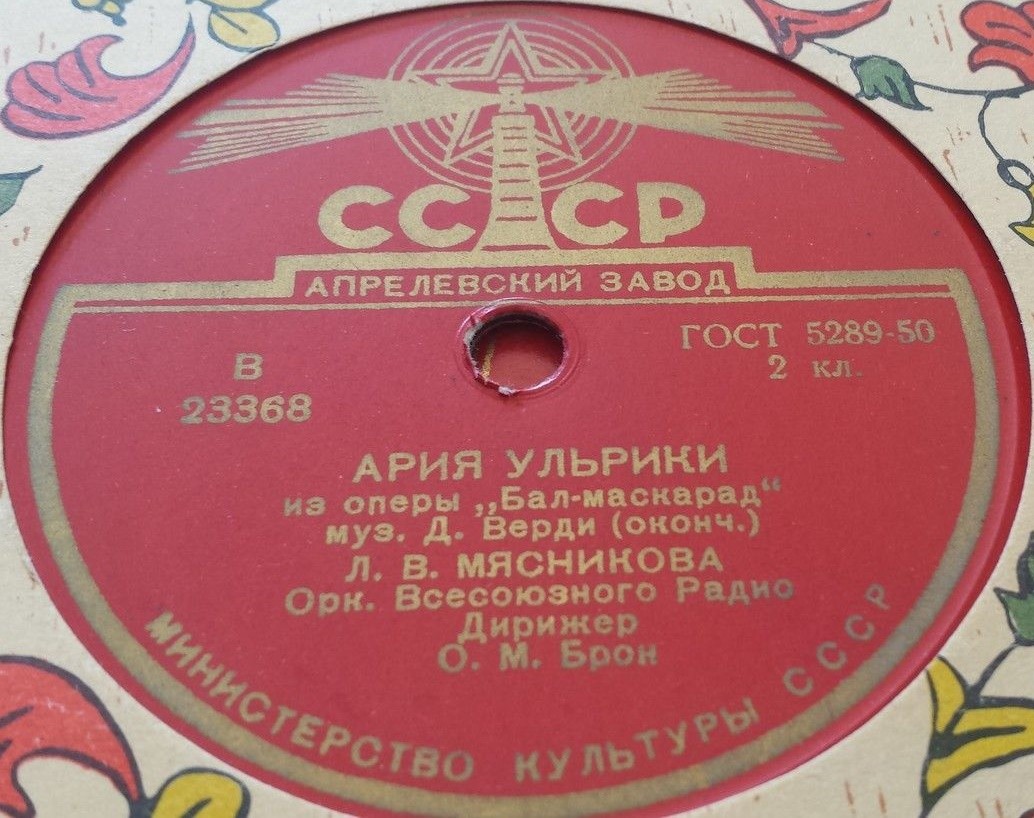 СССР
АПРЕЛЕВСКИЙ ЗАВОД
ГОСТ 5289-50
2 кл.
В
23368
АРИЯ УЛЬРИКИ
из оперы „Бал-маскарад“
муз. Д. Верди (оконч.)
Л. В. МЯСНИКОВА
Орк. Всесоюзного Радио
Дирижер
О. М. Брон
МИНИСТЕРСТВО КУЛЬТУРЫ СССР